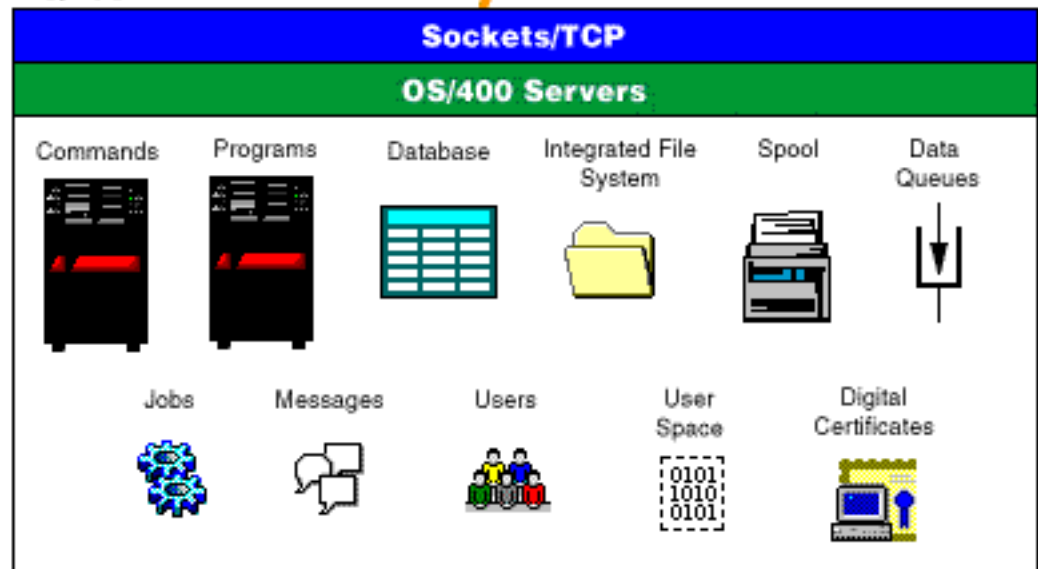 Sockets/TCP
OS/400 Servers
Commands
Programs
Database
Integrated File
System
Spool
Data
Queues
Jobs
Messages
Users
User
Space
Digital
Certificates
0101
1010
0101